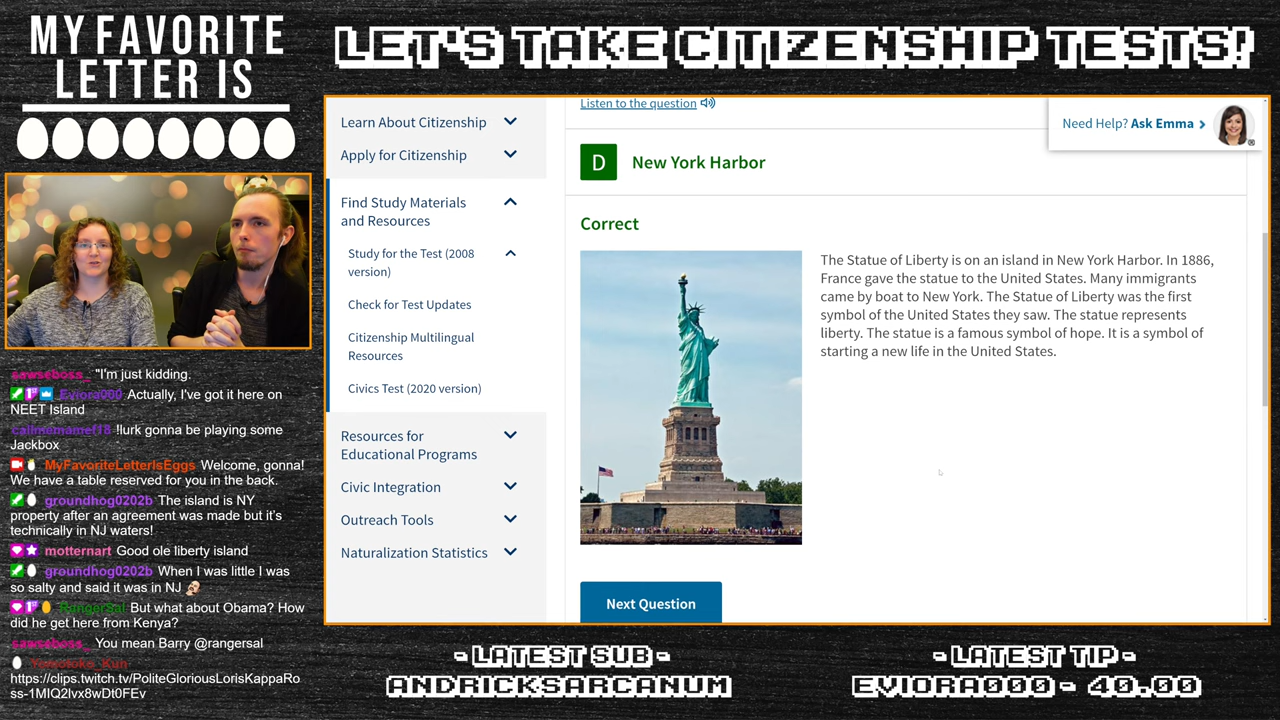 MY FAVORITE
LETTER IS
LET'S TAKE CITIZENSHIP TESTS!
sawseboss_ "I'm just kidding.
Eviora000 Actually, I've got it here on
NEET Island
callmemamef18 !lurk gonna be playing some
Jackbox
MyFavoriteLetterIsEggs Welcome, gonna!
We have a table reserved for you in the back.
groundhog0202b The island is NY
property after an agreement was made but it's
technically in NJ waters!
motternart Good ole liberty island
groundhog0202b When I was little I was
so salty and said it was in NJ
RangerSal But what about Obama? How
did he get here from Kenya?
sawseboss_ You mean Barry @rangersal
https://clips.twitch.tv/PoliteGloriousLorisKappaRo
ss-1MIQ2lvx8wDt0FEv
Learn About Citizenship
Apply for Citizenship
Find Study Materials
and Resources
Study for the Test (2008
version)
Check for Test Updates
Citizenship Multilingual
Resources
Civics Test (2020 version)
Resources for
Educational Programs
Civic Integration
Outreach Tools
Naturalization Statistics
Listen to the question
Need Help? Ask Emma
D New York Harbor
Correct
The Statue of Liberty is on an island in New York Harbor. In 1886,
France gave the statue to the United States. Many immigrants
came by boat to New York. The Statue of Liberty was the first
symbol of the United States they saw. The statue represents
liberty. The statue is a famous symbol of hope. It is a symbol of
starting a new life in the United States.
Next Question
- LATEST SUB -
ANDRICKSARCANUM
- LATEST TIP -
EVIORA000 - 40.00